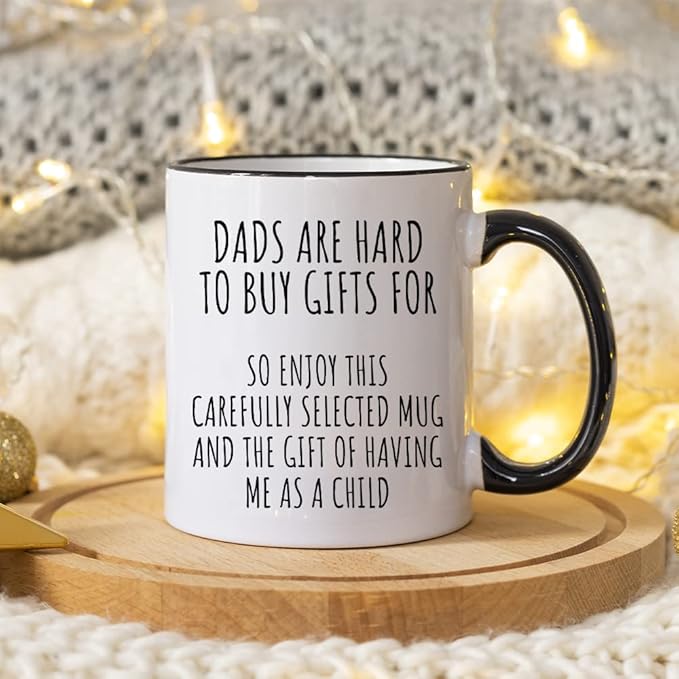 DADS ARE HARD
TO BUY GIFTS FOR
SO ENJOY THIS
CAREFULLY SELECTED MUG
AND THE GIFT OF HAVING
ME AS A CHILD